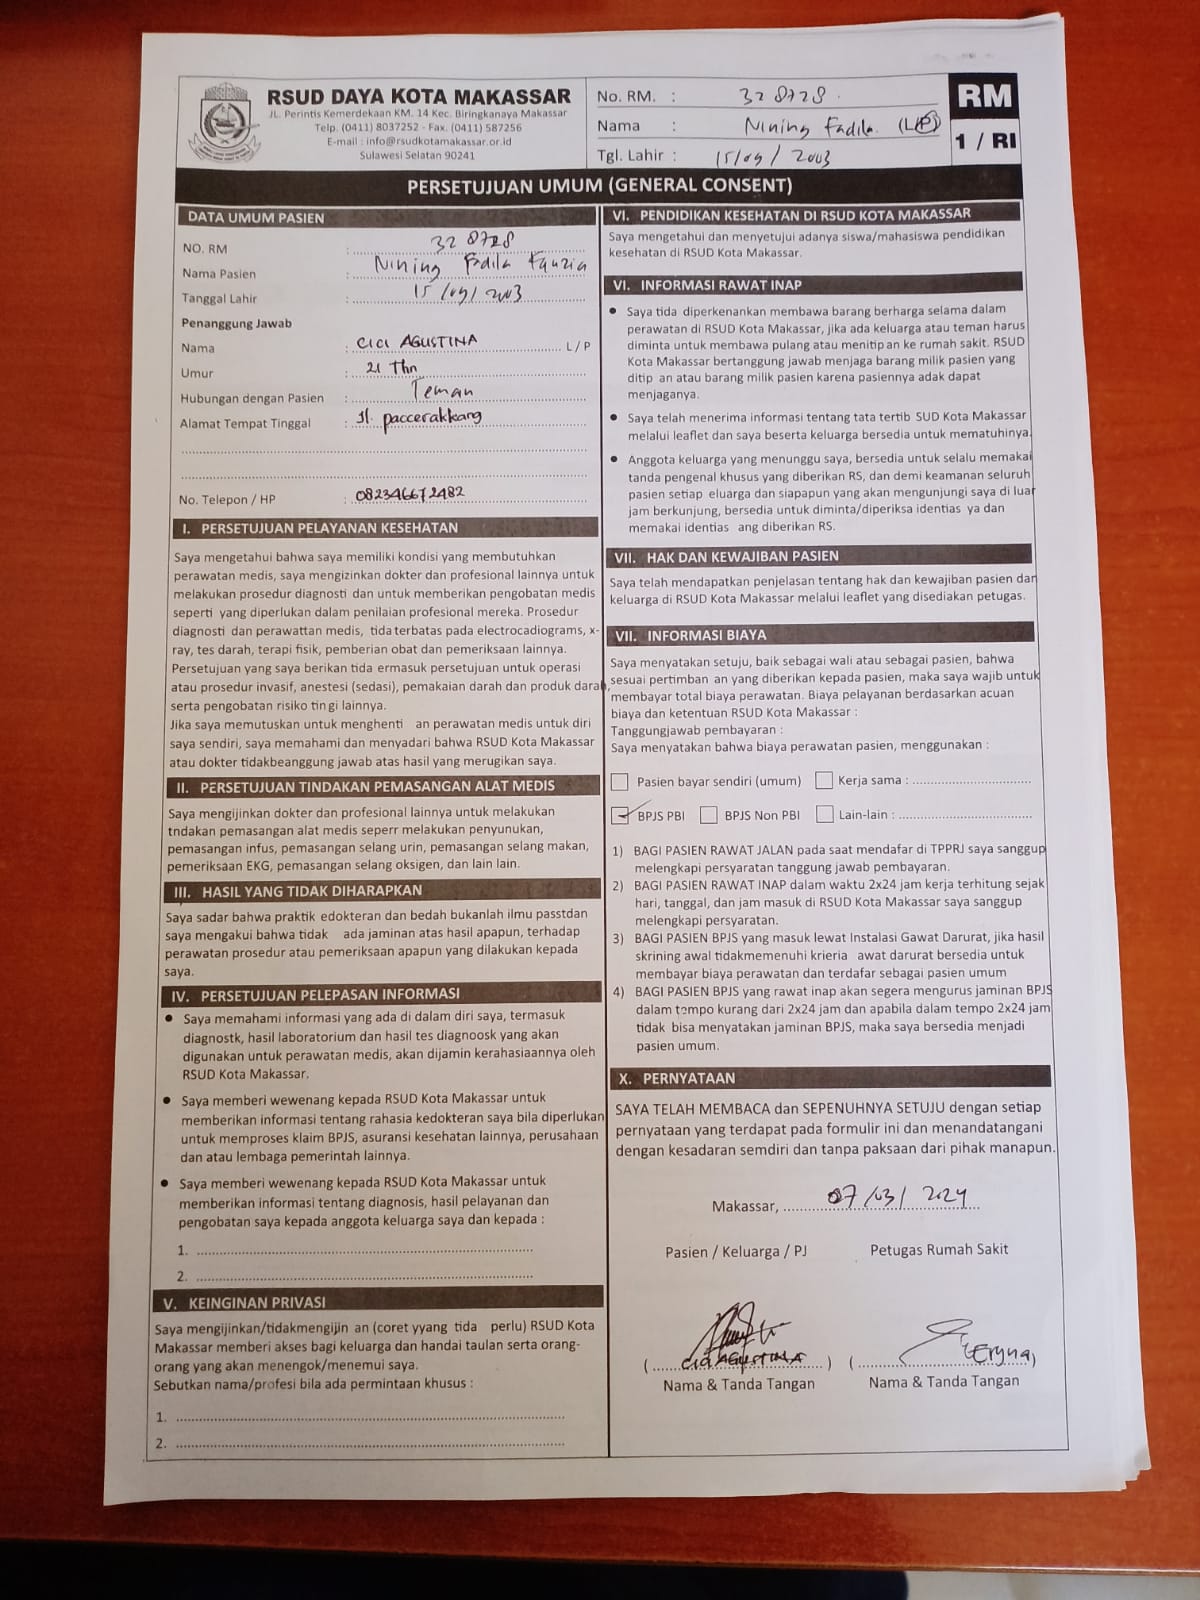 RSUD DAYA KOTA MAKASSAR
JL. Perintis Kemerdekaan KM. 14 Kec. Biringkanaya Makassar
Telp. (0411) 8037252 - Fax. (0411) 587256
E-mail : info@rsudkotamakassar.or.id
Sulawesi Selatan 90241
No. RM. : 328728
Nama : Nining Fadila (L/P)
Tgl. Lahir : 15/09/2003
RM
1 / RI
PERSETUJUAN UMUM (GENERAL CONSENT)
DATA UMUM PASIEN
NO. RM : 328728
Nama Pasien : Nining Fadila Fauzia
Tanggal Lahir : 15/09/2003
Penanggung Jawab
Nama : CICI AGUSTINA L / P
Umur : 21 Thn
Hubungan dengan Pasien : Teman
Alamat Tempat Tinggal : Jl. paccerakkang
No. Telepon / HP : 082346672482
I. PERSETUJUAN PELAYANAN KESEHATAN
Saya mengetahui bahwa saya memiliki kondisi yang membutuhkan
perawatan medis, saya mengizinkan dokter dan profesional lainnya untuk
melakukan prosedur diagnosti dan untuk memberikan pengobatan medis
seperti yang diperlukan dalam penilaian profesional mereka. Prosedur
diagnosti dan perawattan medis, tida terbatas pada electrocadiograms, x-
ray, tes darah, terapi fisik, pemberian obat dan pemeriksaan lainnya.
Persetujuan yang saya berikan tida ermasuk persetujuan untuk operasi
atau prosedur invasif, anestesi (sedasi), pemakaian darah dan produk darah,
serta pengobatan risiko tin gi lainnya.
Jika saya memutuskan untuk menghenti an perawatan medis untuk diri
saya sendiri, saya memahami dan menyadari bahwa RSUD Kota Makassar
atau dokter tidakbeanggung jawab atas hasil yang merugikan saya.
II. PERSETUJUAN TINDAKAN PEMASANGAN ALAT MEDIS
Saya mengijinkan dokter dan profesional lainnya untuk melakukan
tndakan pemasangan alat medis seperr melakukan penyunukan,
pemasangan infus, pemasangan selang urin, pemasangan selang makan,
pemeriksaan EKG, pemasangan selang oksigen, dan lain lain.
III. HASIL YANG TIDAK DIHARAPKAN
Saya sadar bahwa praktik edokteran dan bedah bukanlah ilmu passtdan
saya mengakui bahwa tidak ada jaminan atas hasil apapun, terhadap
perawatan prosedur atau pemeriksaan apapun yang dilakukan kepada
saya.
IV. PERSETUJUAN PELEPASAN INFORMASI
• Saya memahami informasi yang ada di dalam diri saya, termasuk
diagnostk, hasil laboratorium dan hasil tes diagnoosk yang akan
digunakan untuk perawatan medis, akan dijamin kerahasiaannya oleh
RSUD Kota Makassar.
• Saya memberi wewenang kepada RSUD Kota Makassar untuk
memberikan informasi tentang rahasia kedokteran saya bila diperlukan
untuk memproses klaim BPJS, asuransi kesehatan lainnya, perusahaan
dan atau lembaga pemerintah lainnya.
• Saya memberi wewenang kepada RSUD Kota Makassar untuk
memberikan informasi tentang diagnosis, hasil pelayanan dan
pengobatan saya kepada anggota keluarga saya dan kepada :
1. ..........
2. ..........
V. KEINGINAN PRIVASI
Saya mengijinkan/tidakmengijin an (coret yyang tida perlu) RSUD Kota
Makassar memberi akses bagi keluarga dan handai taulan serta orang-
orang yang akan menengok/menemui saya.
Sebutkan nama/profesi bila ada permintaan khusus :
1. ..........
2. ..........
VI. PENDIDIKAN KESEHATAN DI RSUD KOTA MAKASSAR
Saya mengetahui dan menyetujui adanya siswa/mahasiswa pendidikan
kesehatan di RSUD Kota Makassar.
VI. INFORMASI RAWAT INAP
• Saya tida diperkenankan membawa barang berharga selama dalam
perawatan di RSUD Kota Makassar, jika ada keluarga atau teman harus
diminta untuk membawa pulang atau menitip an ke rumah sakit. RSUD
Kota Makassar bertanggung jawab menjaga barang milik pasien yang
ditip an atau barang milik pasien karena pasiennya adak dapat
menjaganya.
• Saya telah menerima informasi tentang tata tertib SUD Kota Makassar
melalui leaflet dan saya beserta keluarga bersedia untuk mematuhinya.
• Anggota keluarga yang menunggu saya, bersedia untuk selalu memakai
tanda pengenal khusus yang diberikan RS, dan demi keamanan seluruh
pasien setiap eluarga dan siapapun yang akan mengunjungi saya di luar
jam berkunjung, bersedia untuk diminta/diperiksa identias ya dan
memakai identias ang diberikan RS.
VII. HAK DAN KEWAJIBAN PASIEN
Saya telah mendapatkan penjelasan tentang hak dan kewajiban pasien dan
keluarga di RSUD Kota Makassar melalui leaflet yang disediakan petugas.
VII. INFORMASI BIAYA
Saya menyatakan setuju, baik sebagai wali atau sebagai pasien, bahwa
sesuai pertimban an yang diberikan kepada pasien, maka saya wajib untuk
membayar total biaya perawatan. Biaya pelayanan berdasarkan acuan
biaya dan ketentuan RSUD Kota Makassar :
Tanggungjawab pembayaran :
Saya menyatakan bahwa biaya perawatan pasien, menggunakan :
Pasien bayar sendiri (umum) Kerja sama : ..........
✓ BPJS PBI BPJS Non PBI Lain-lain : ..........
1) BAGI PASIEN RAWAT JALAN pada saat mendafar di TPPRJ saya sanggup
melengkapi persyaratan tanggung jawab pembayaran.
2) BAGI PASIEN RAWAT INAP dalam waktu 2x24 jam kerja terhitung sejak
hari, tanggal, dan jam masuk di RSUD Kota Makassar saya sanggup
melengkapi persyaratan.
3) BAGI PASIEN BPJS yang masuk lewat Instalasi Gawat Darurat, jika hasil
skrining awal tidakmemenuhi krieria awat darurat bersedia untuk
membayar biaya perawatan dan terdafar sebagai pasien umum
4) BAGI PASIEN BPJS yang rawat inap akan segera mengurus jaminan BPJS
dalam tempo kurang dari 2x24 jam dan apabila dalam tempo 2x24 jam
tidak bisa menyatakan jaminan BPJS, maka saya bersedia menjadi
pasien umum.
X. PERNYATAAN
SAYA TELAH MEMBACA dan SEPENUHNYA SETUJU dengan setiap
pernyataan yang terdapat pada formulir ini dan menandatangani
dengan kesadaran semdiri dan tanpa paksaan dari pihak manapun.
Makassar, 07/03/2024
Pasien / Keluarga / PJ Petugas Rumah Sakit
(CICI AGUSTINA) ( )
Nama & Tanda Tangan Nama & Tanda Tangan